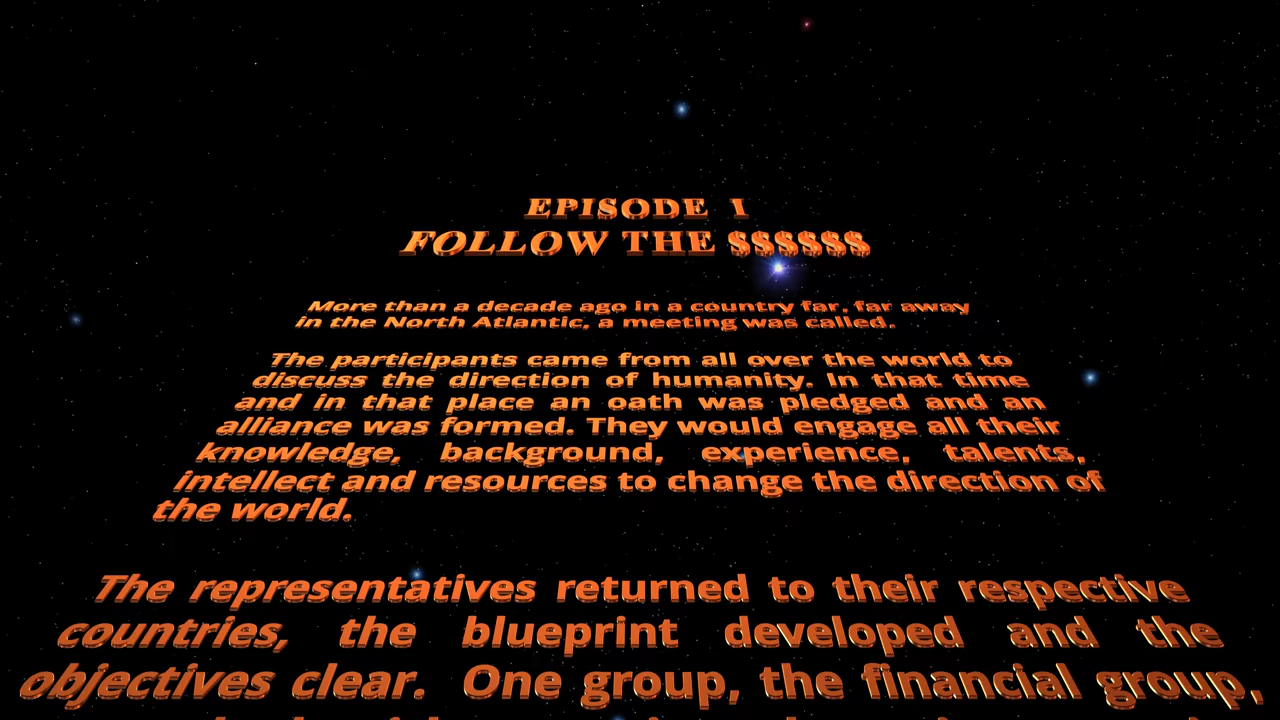 EPISODE I
FOLLOW THE $$$$$$
More than a decade ago in a country far, far away
in the North Atlantic, a meeting was called.
The participants came from all over the world to
discuss the direction of humanity. In that time
and in that place an oath was pledged and an
alliance was formed. They would engage all their
knowledge, background, experience, talents,
intellect and resources to change the direction of
the world.
The representatives returned to their respective
countries, the blueprint developed and the
objectives clear. One group, the financial group,